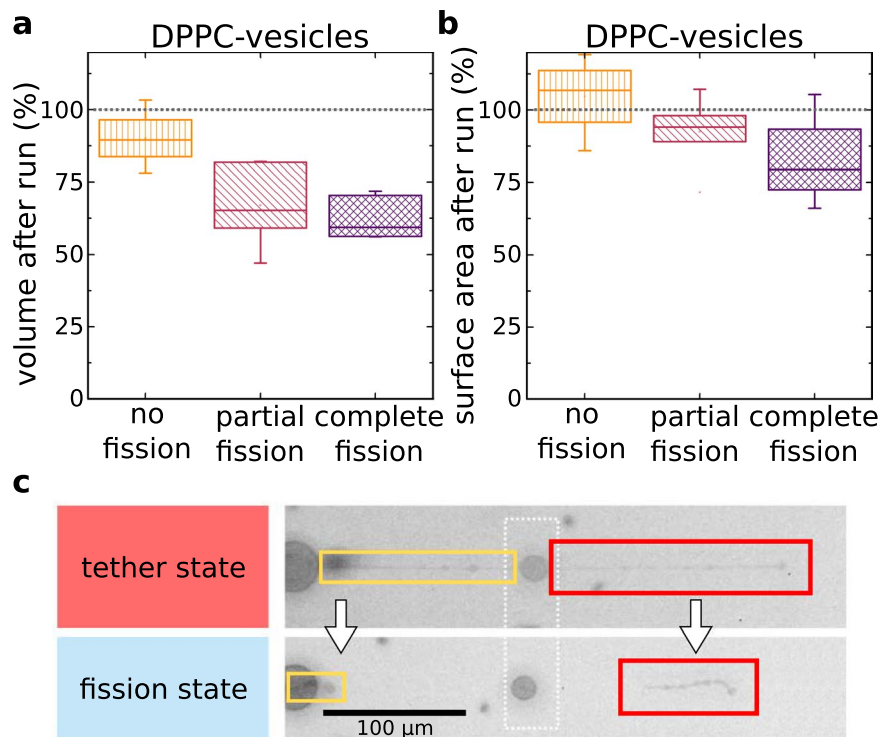 a
DPPC-vesicles
volume after run (%)
100
75
50
25
0
no
fission
partial
fission
complete
fission
b
DPPC-vesicles
surface area after run (%)
100
75
50
25
0
no
fission
partial
fission
complete
fission
c
tether state
fission state
100 μm